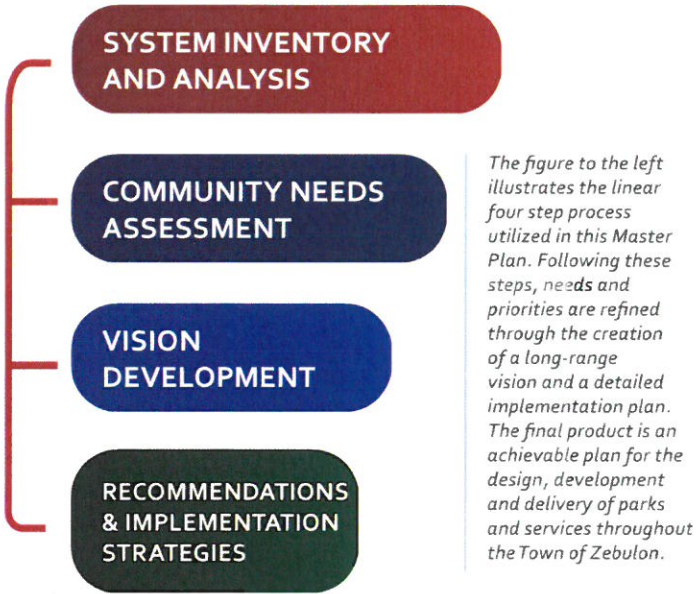 SYSTEM INVENTORY
AND ANALYSIS
COMMUNITY NEEDS
ASSESSMENT
VISION
DEVELOPMENT
RECOMMENDATIONS
& IMPLEMENTATION
STRATEGIES
The figure to the left
illustrates the linear
four step process
utilized in this Master
Plan. Following these
steps, needs and
priorities are refined
through the creation
of a long-range
vision and a detailed
implementation plan.
The final product is an
achievable plan for the
design, development
and delivery of parks
and services throughout
the Town of Zebulon.